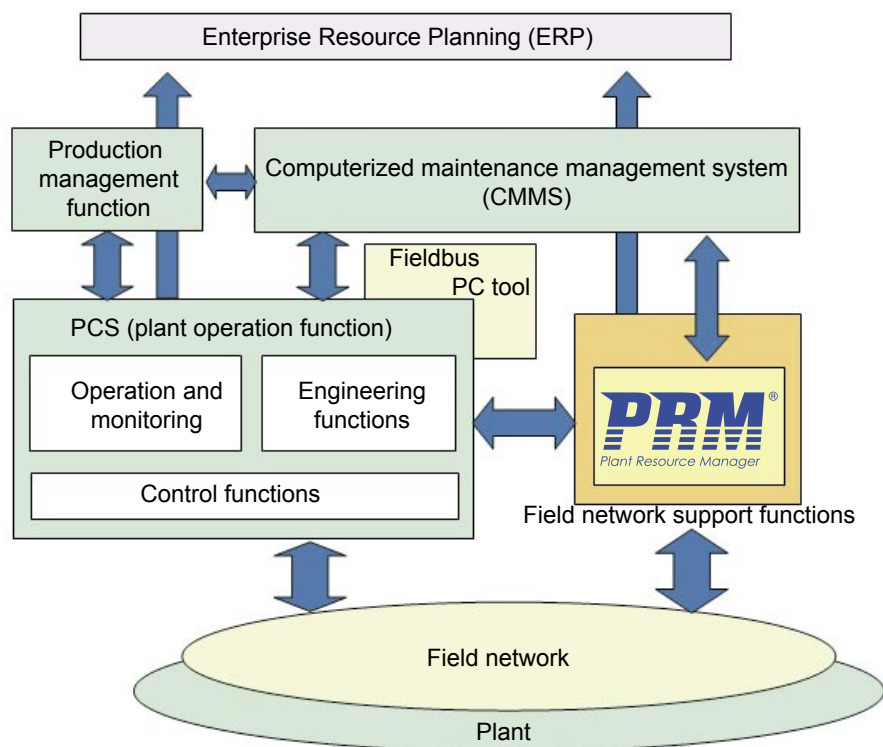 Enterprise Resource Planning (ERP)
Production
management
function
Computerized maintenance management system
(CMMS)
Fieldbus
PC tool
PCS (plant operation function)
Operation and
monitoring
Engineering
functions
Control functions
PRM®
Plant Resource Manager
Field network support functions
Field network
Plant